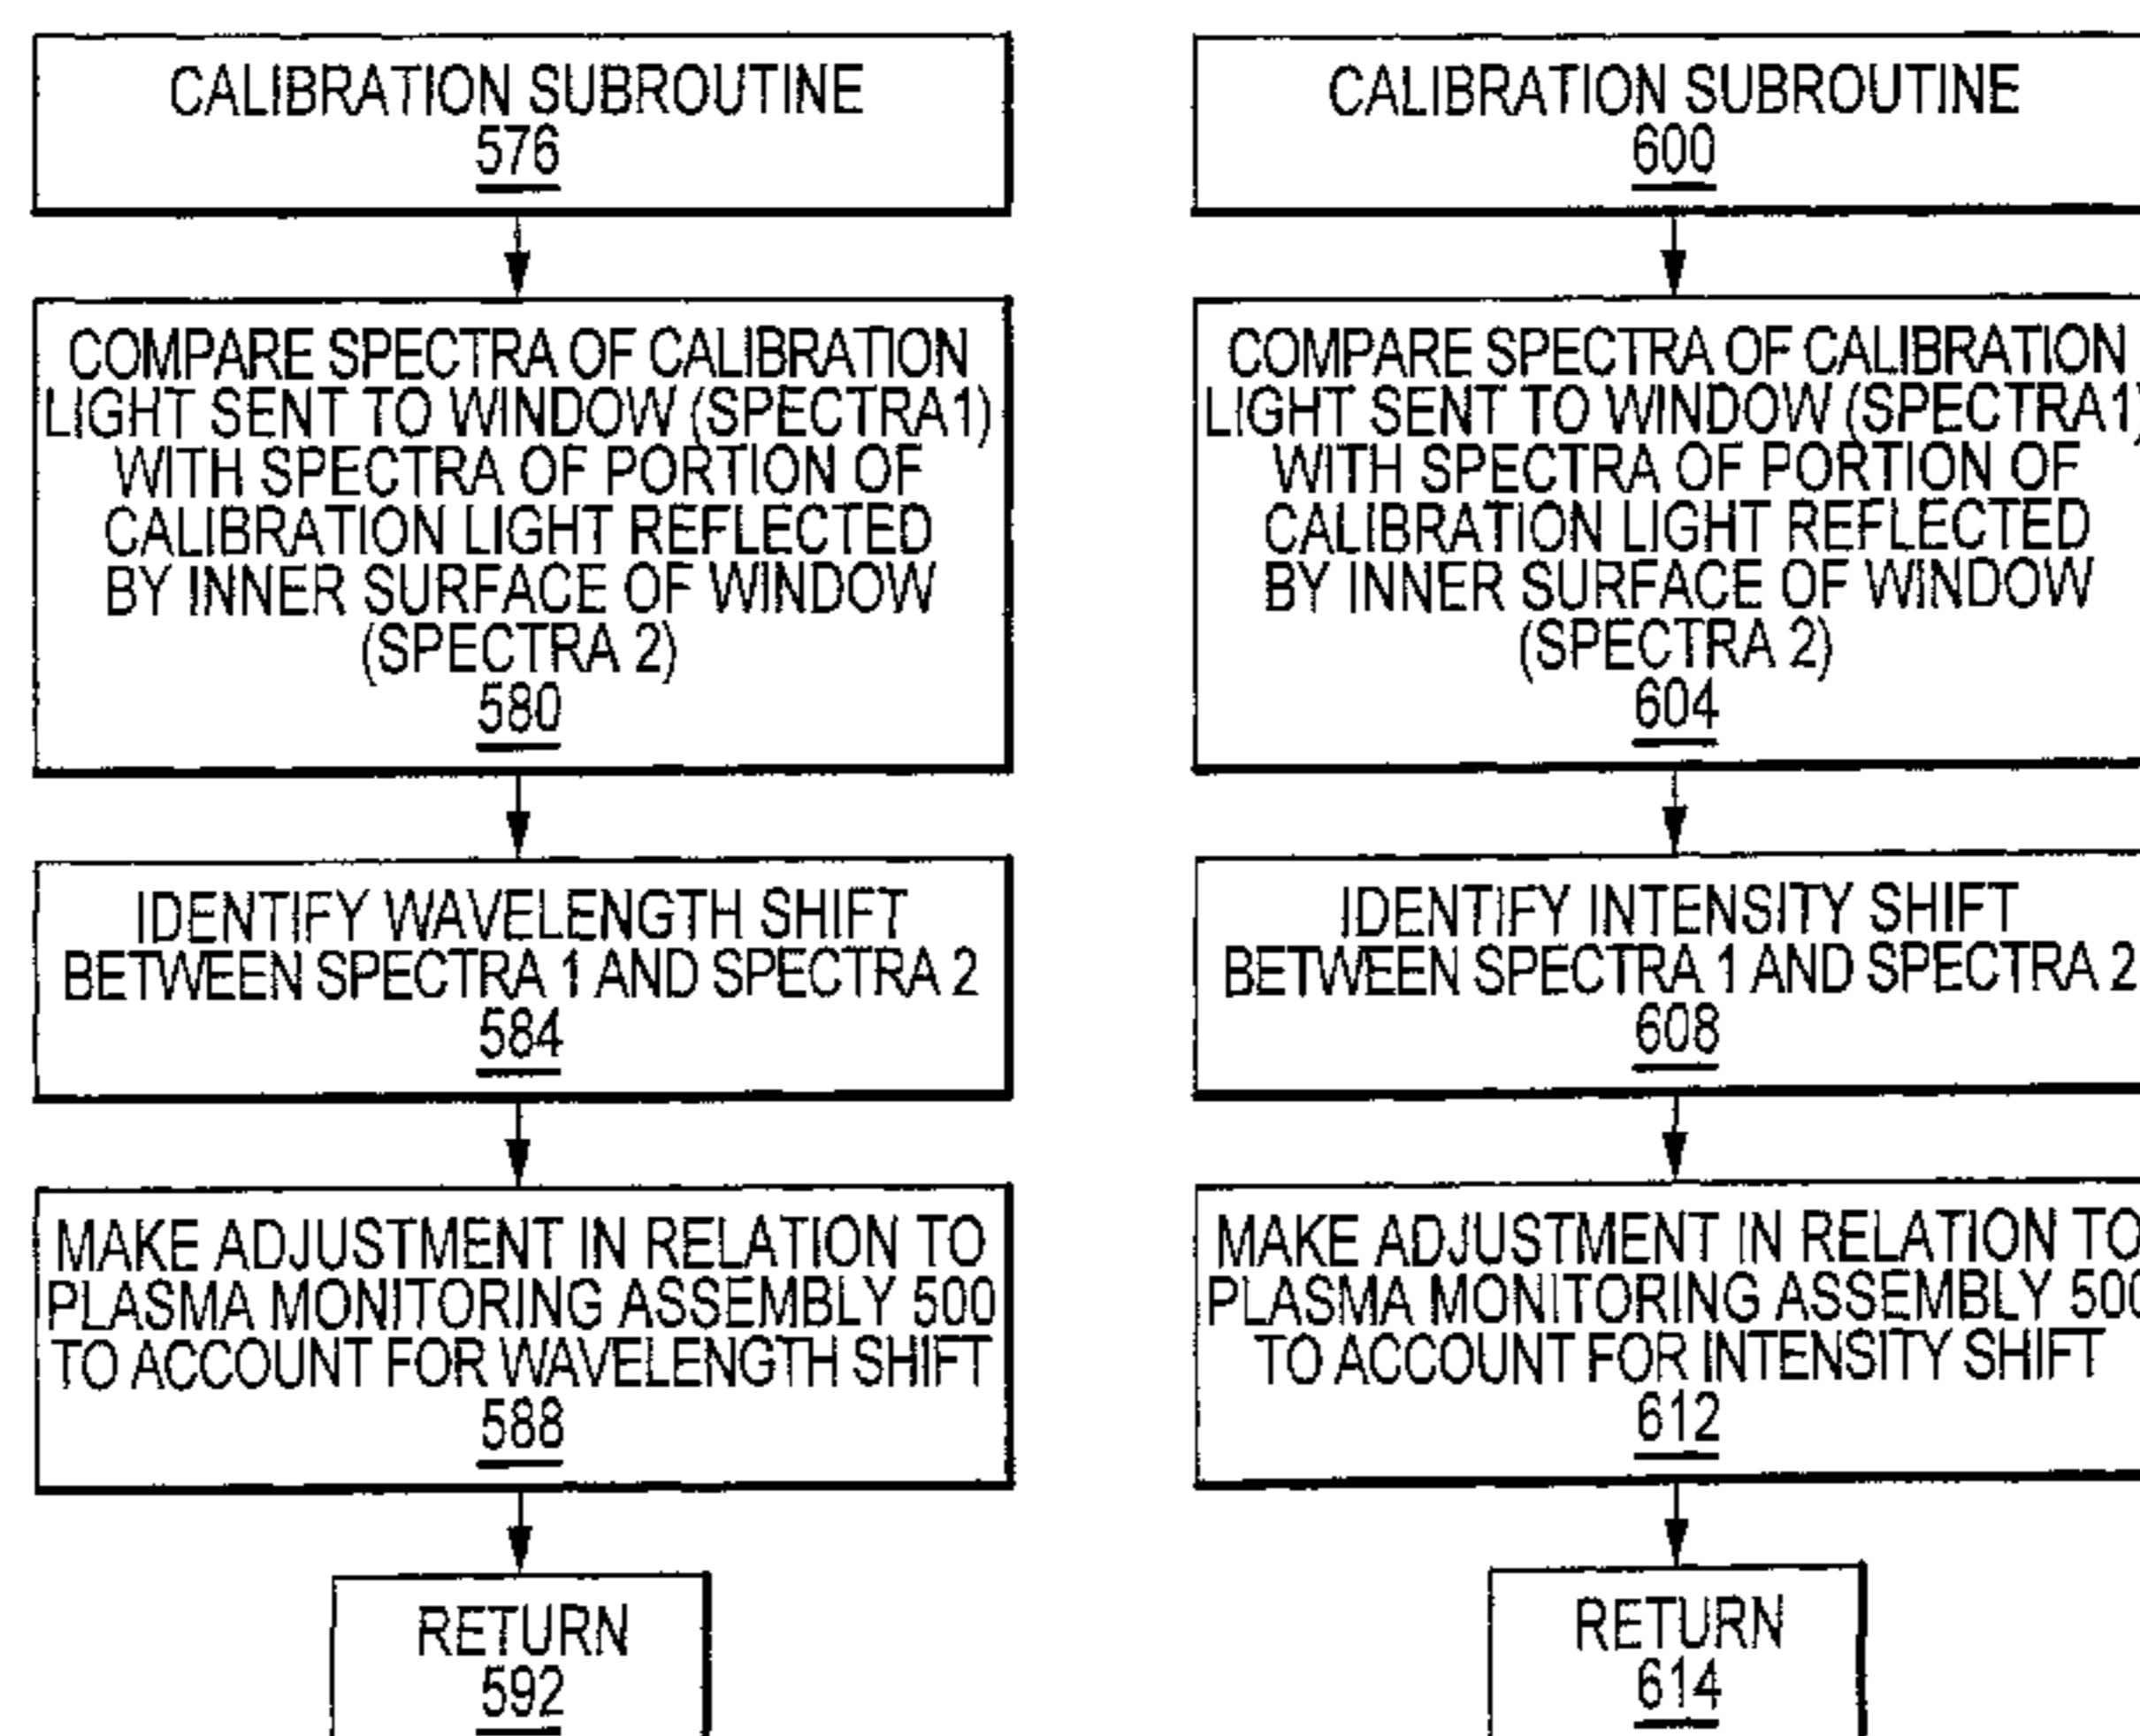 CALIBRATION SUBROUTINE
576
COMPARE SPECTRA OF CALIBRATION
LIGHT SENT TO WINDOW (SPECTRA1)
WITH SPECTRA OF PORTION OF
CALIBRATION LIGHT REFLECTED
BY INNER SURFACE OF WINDOW
(SPECTRA 2)
580
IDENTIFY WAVELENGTH SHIFT
BETWEEN SPECTRA 1 AND SPECTRA 2
584
MAKE ADJUSTMENT IN RELATION TO
PLASMA MONITORING ASSEMBLY 500
TO ACCOUNT FOR WAVELENGTH SHIFT
588
RETURN
592
CALIBRATION SUBROUTINE
600
COMPARE SPECTRA OF CALIBRATION
LIGHT SENT TO WINDOW (SPECTRA1)
WITH SPECTRA OF PORTION OF
CALIBRATION LIGHT REFLECTED
BY INNER SURFACE OF WINDOW
(SPECTRA 2)
604
IDENTIFY INTENSITY SHIFT
BETWEEN SPECTRA 1 AND SPECTRA 2
608
MAKE ADJUSTMENT IN RELATION TO
PLASMA MONITORING ASSEMBLY 500
TO ACCOUNT FOR INTENSITY SHIFT
612
RETURN
614